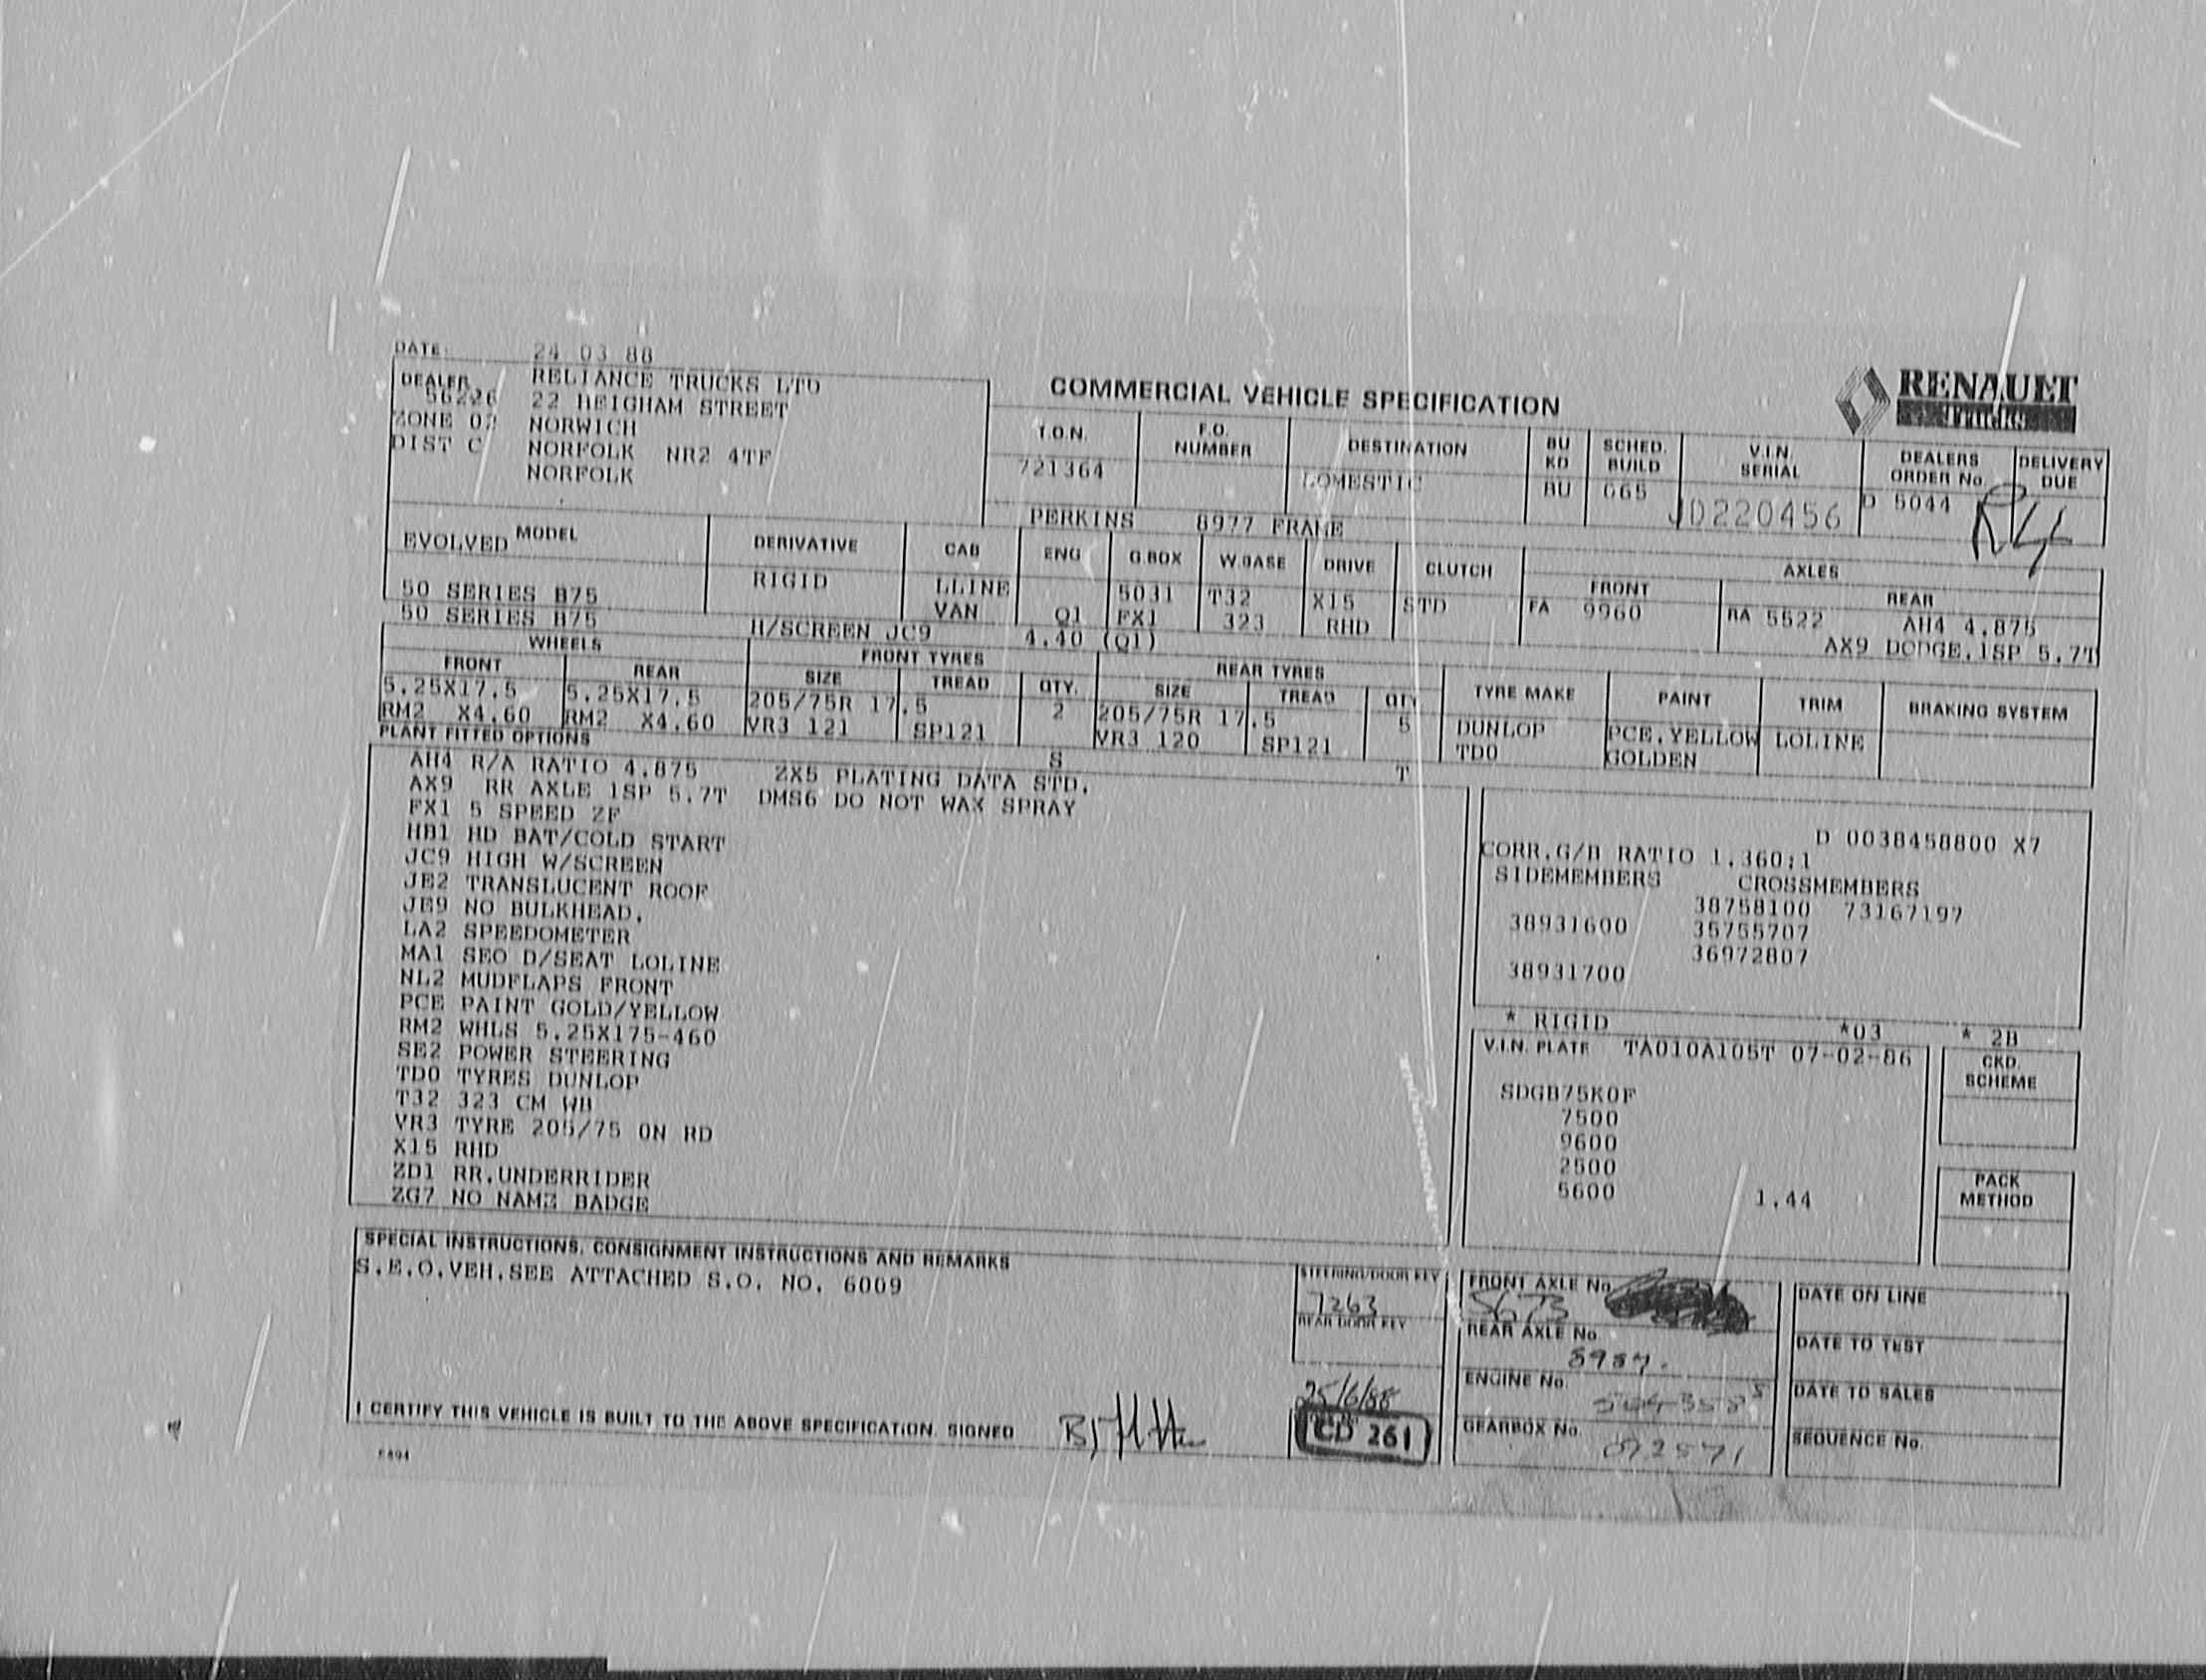 DATE 24 03 88
DEALER RELIANCE TRUCKS LTD
56226 22 HEIGHAM STREET
ZONE 02 NORWICH
DIST C NORFOLK NR2 4TF
NORFOLK
COMMERCIAL VEHICLE SPECIFICATION
RENAULT
TRUCKS
T.O.N. F.O. NUMBER DESTINATION BU KD SCHED. BUILD V.I.N. SERIAL DEALERS ORDER No. DELIVERY DUE
721364 DOMESTIC BU 065 JD220456 D 5044
PERKINS 8977 FRAME
EVOLVED MODEL DERIVATIVE CAB ENG G.BOX W.BASE DRIVE CLUTCH AXLES
FRONT REAR
50 SERIES B75 RIGID LLINE 5031 T32 X15 STD FA 9960 RA 5522 AH4 4.875
50 SERIES B75 H/SCREEN JC9 VAN Q1 FX1 323 RHD AX9 DODGE.1SP 5.7T
4.40 (Q1)
WHEELS FRONT TYRES REAR TYRES
FRONT REAR SIZE TREAD QTY. SIZE TREAD QTY TYRE MAKE PAINT TRIM BRAKING SYSTEM
5.25X17.5 5.25X17.5 205/75R 17.5 2 205/75R 17.5 5 DUNLOP PCE.YELLOW LOLINE
RM2 X4.60 RM2 X4.60 VR3 121 SP121 VR3 120 SP121 TD0 GOLDEN
PLANT FITTED OPTIONS S T
AH4 R/A RATIO 4.875 ZX5 PLATING DATA STD.
AX9 RR AXLE 1SP 5.7T DMS6 DO NOT WAX SPRAY
FX1 5 SPEED ZF
HB1 HD BAT/COLD START
JC9 HIGH W/SCREEN
JE2 TRANSLUCENT ROOF
JE9 NO BULKHEAD.
LA2 SPEEDOMETER
MA1 SEO D/SEAT LOLINE
NL2 MUDFLAPS FRONT
PCE PAINT GOLD/YELLOW
RM2 WHLS 5.25X175-460
SE2 POWER STEERING
TD0 TYRES DUNLOP
T32 323 CM WB
VR3 TYRE 205/75 ON RD
X15 RHD
ZD1 RR.UNDERRIDER
ZG7 NO NAME BADGE
D 0038458800 X7
CORR.G/B RATIO 1.360:1
SIDEMEMBERS CROSSMEMBERS
38758100 73167197
38931600 35755707
36972807
38931700
* RIGID *03 * 2B
V.I.N. PLATE TA010A105T 07-02-86
CKD. SCHEME
SDGB75K0F
7500
9600
2500
5600 1.44
PACK METHOD
SPECIAL INSTRUCTIONS, CONSIGNMENT INSTRUCTIONS AND REMARKS
S.E.O.VEH.SEE ATTACHED S.O. NO. 6009
STEERING/DOOR KEY
7263
REAR DOOR KEY
25/6/88
CD 261
FRONT AXLE No.
5673
REAR AXLE No.
ENGINE No.
GEARBOX No.
072571
DATE ON LINE
DATE TO TEST
DATE TO SALES
SEQUENCE No.
I CERTIFY THIS VEHICLE IS BUILT TO THE ABOVE SPECIFICATION. SIGNED